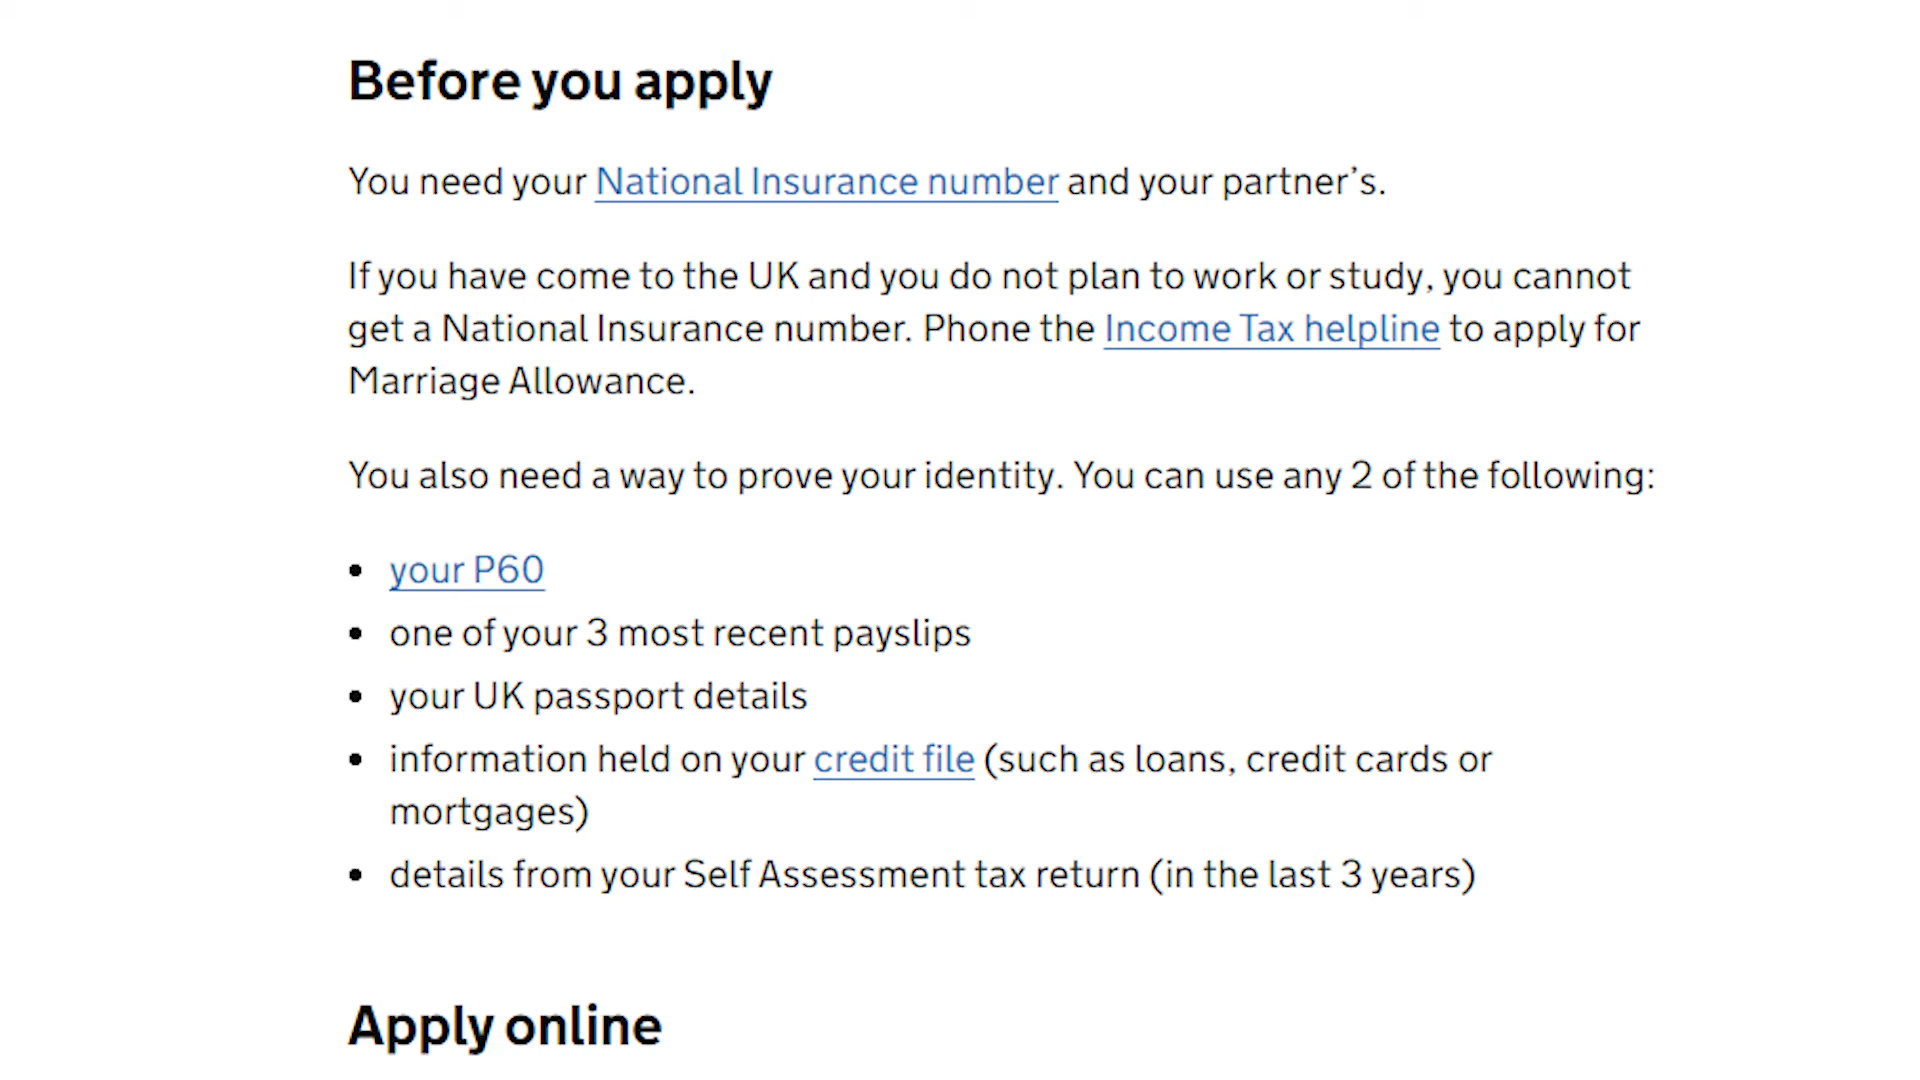 Before you apply
You need your National Insurance number and your partner’s.
If you have come to the UK and you do not plan to work or study, you cannot
get a National Insurance number. Phone the Income Tax helpline to apply for
Marriage Allowance.
You also need a way to prove your identity. You can use any 2 of the following:
• your P60
• one of your 3 most recent payslips
• your UK passport details
• information held on your credit file (such as loans, credit cards or
mortgages)
• details from your Self Assessment tax return (in the last 3 years)
Apply online